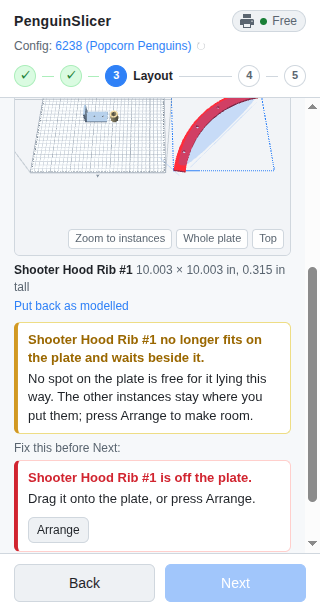 PenguinSlicer
Free
Config: 6238 (Popcorn Penguins)
3 Layout 4 5
Zoom to instances Whole plate Top
Shooter Hood Rib #1 10.003 × 10.003 in, 0.315 in
tall
Put back as modelled
Shooter Hood Rib #1 no longer fits on
the plate and waits beside it.
No spot on the plate is free for it lying this
way. The other instances stay where you
put them; press Arrange to make room.
Fix this before Next:
Shooter Hood Rib #1 is off the plate.
Drag it onto the plate, or press Arrange.
Arrange
Back Next